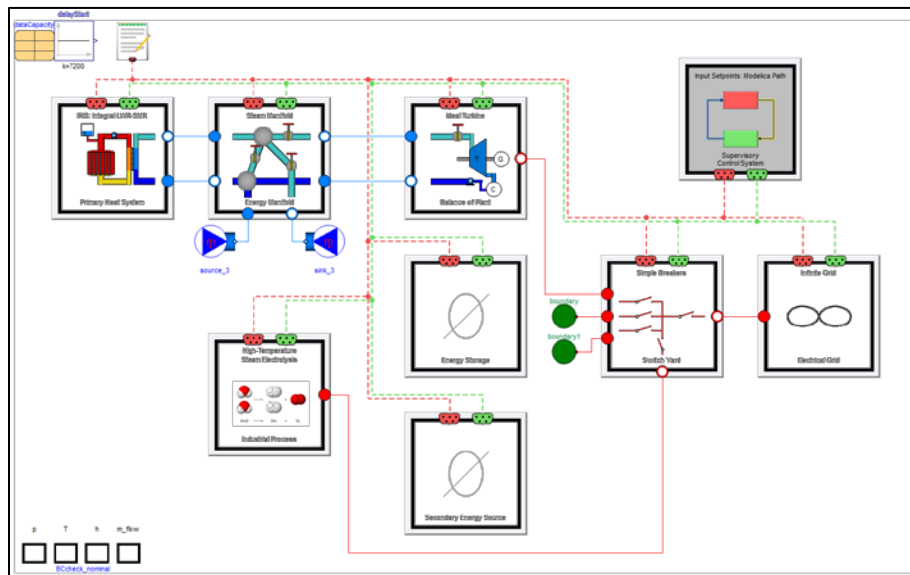 delayStart
dataCapacity
k=7200
IRIS: Integral LWR-SMR
Primary Heat System
Steam Manifold
Energy Manifold
Ideal Turbine
T
G
C
Balance of Plant
Input Setpoints: Modelica Path
Supervisory
Control System
m
source_3
m
sink_3
Energy Storage
boundary
boundary1
Simple Breakers
Switch Yard
Infinite Grid
Electrical Grid
High-Temperature
Steam Electrolysis
Industrial Process
Secondary Energy Source
p
T
h
m_flow
BCcheck_nominal